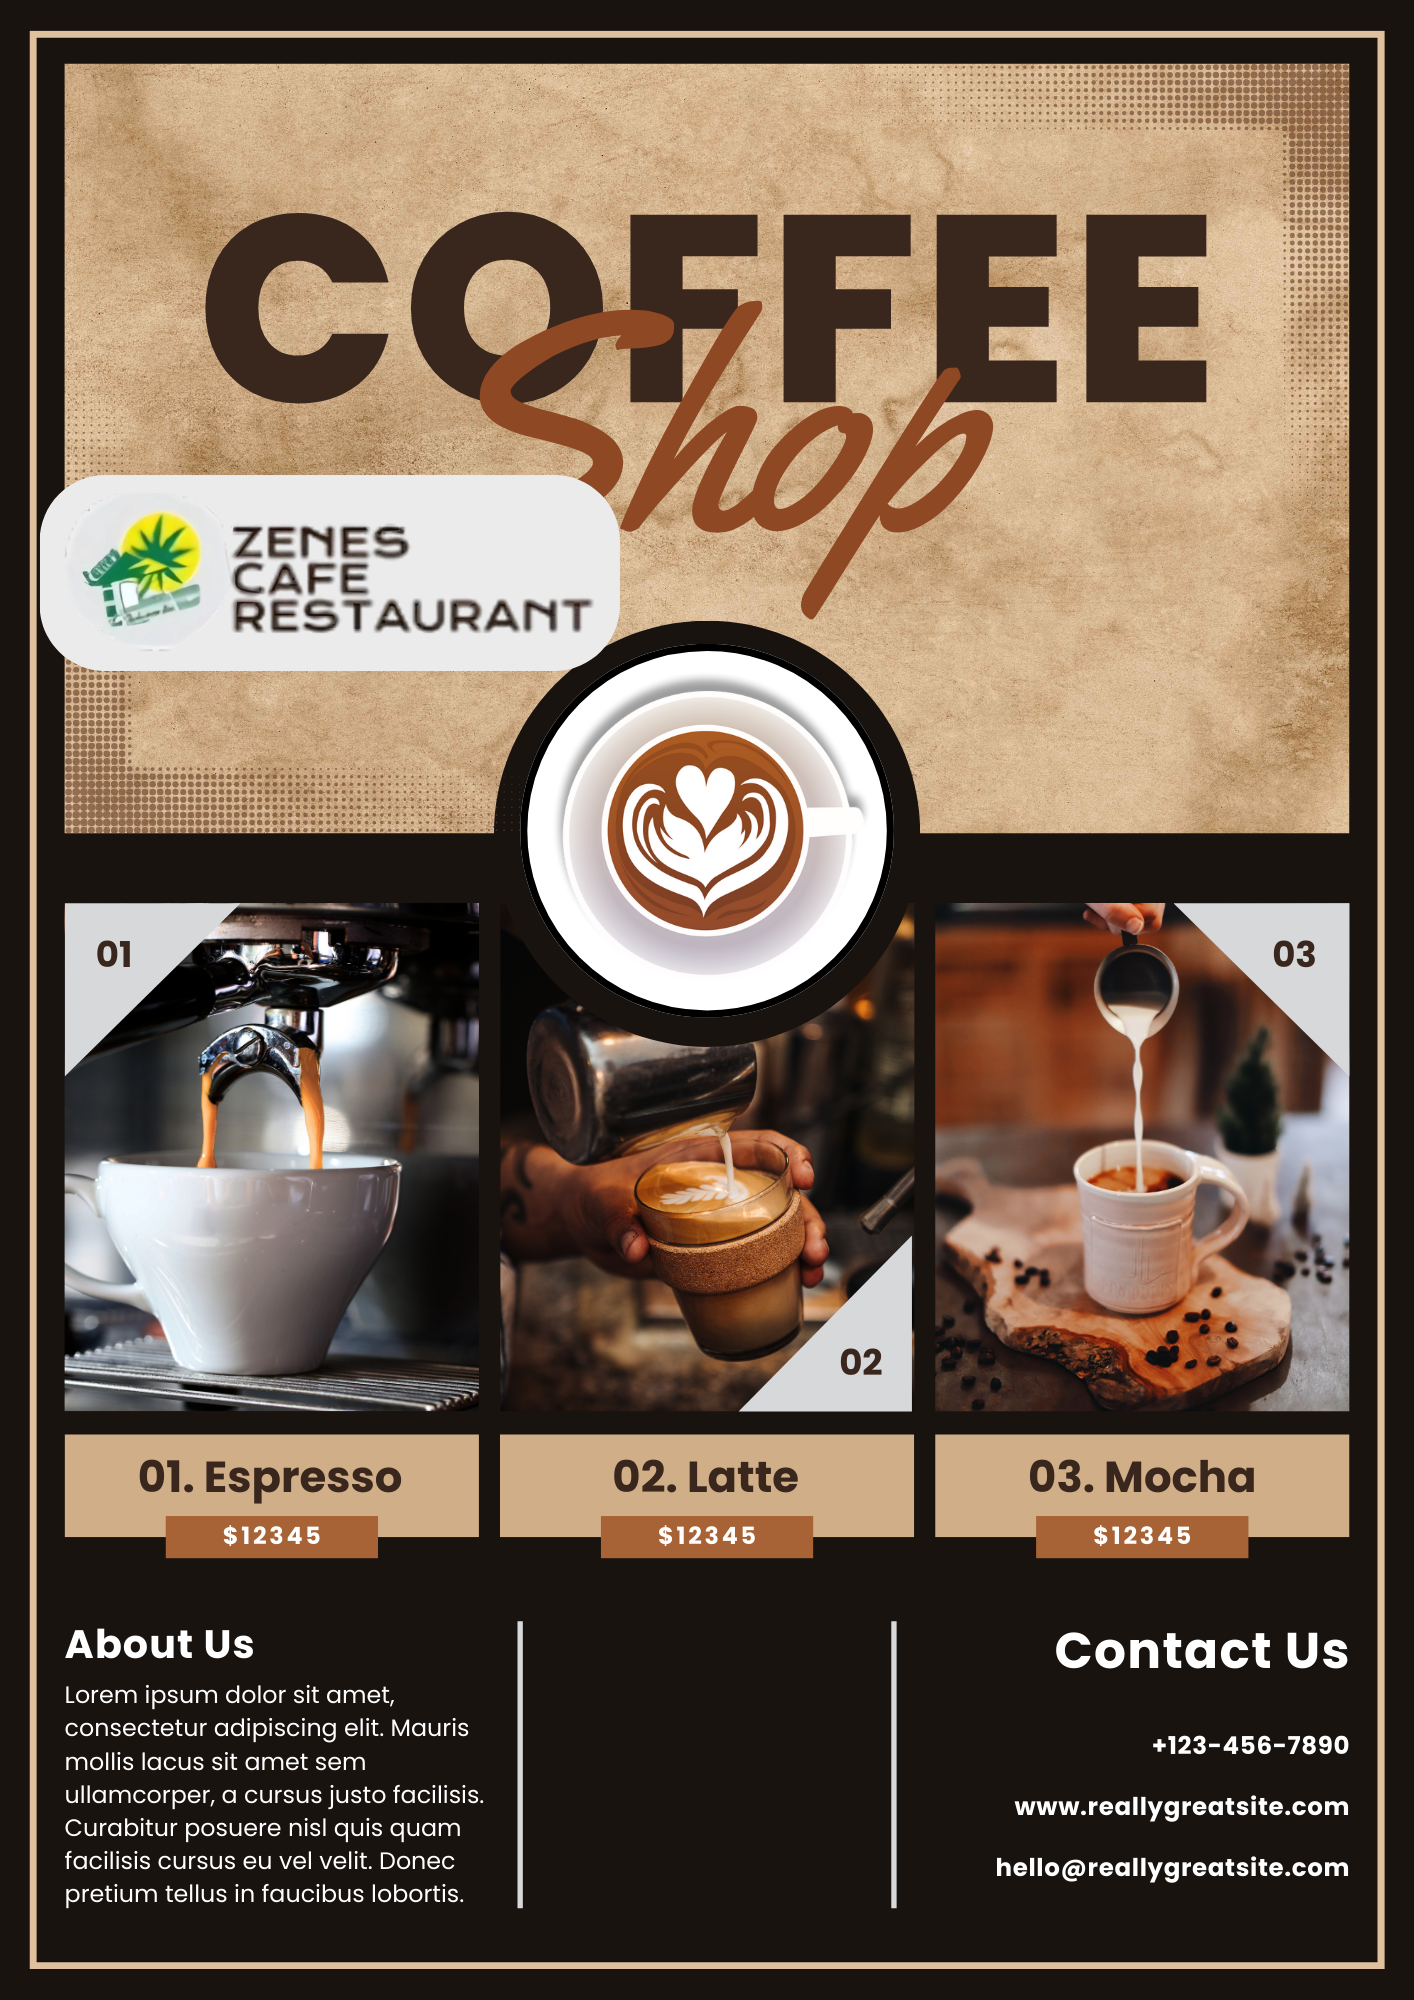 COFFEE
Shop
ZENES
CAFE
RESTAURANT
01
03
02
01. Espresso
02. Latte
03. Mocha
$12345
$12345
$12345
About Us
Lorem ipsum dolor sit amet,
consectetur adipiscing elit. Mauris
mollis lacus sit amet sem
ullamcorper, a cursus justo facilisis.
Curabitur posuere nisl quis quam
facilisis cursus eu vel velit. Donec
pretium tellus in faucibus lobortis.
Contact Us
+123-456-7890
www.reallygreatsite.com
hello@reallygreatsite.com